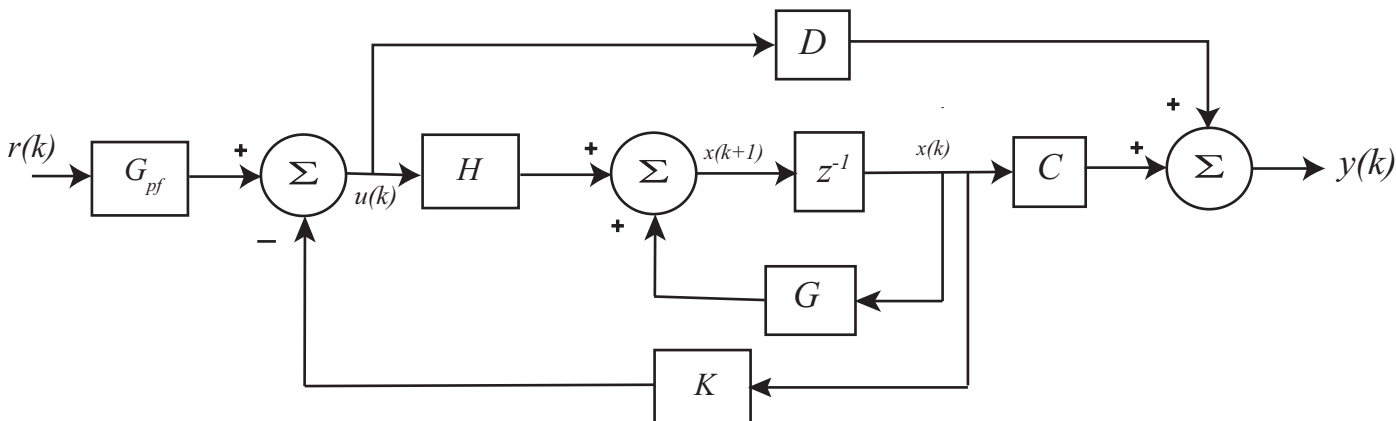 D
r(k)
G_pf
+
Σ
u(k)
H
+
Σ
x(k+1)
z^-1
x(k)
C
+
+
Σ
y(k)
−
+
G
K